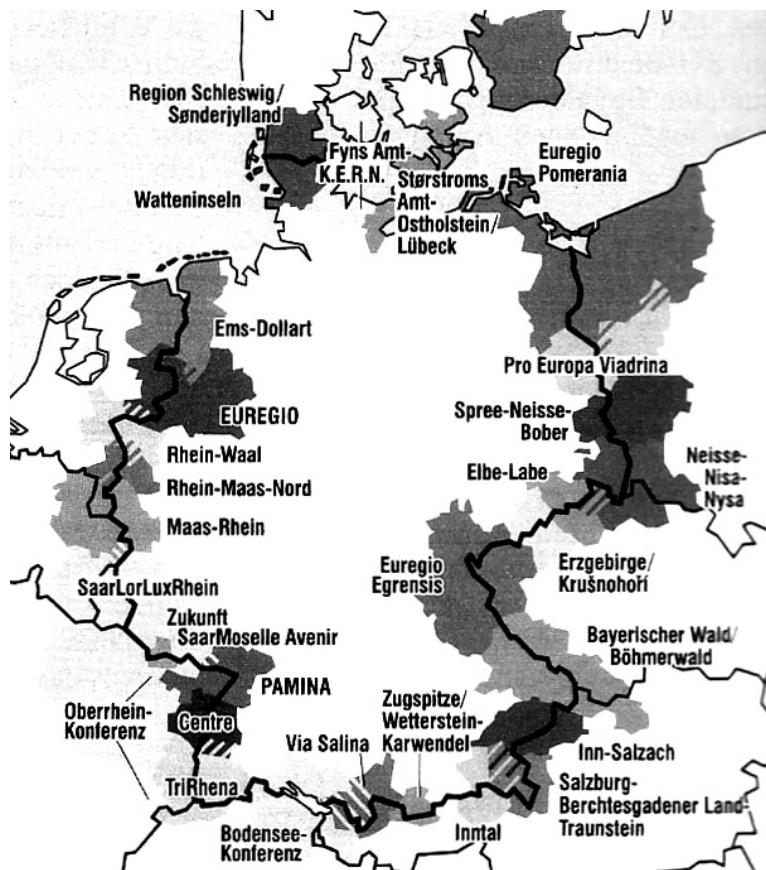 Region Schleswig/
Sønderjylland
Fyns Amt-
K.E.R.N.
Watteninseln
Størstroms
Amt-
Ostholstein/
Lübeck
Euregio
Pomerania
Ems-Dollart
Pro Europa Viadrina
EUREGIO
Spree-Neisse-
Bober
Rhein-Waal
Elbe-Labe
Neisse-
Nisa-
Nysa
Rhein-Maas-Nord
Maas-Rhein
Euregio
Egrensis
Erzgebirge/
Krušnohoří
SaarLorLuxRhein
Zukunft
SaarMoselle Avenir
Bayerischer Wald/
Böhmerwald
PAMINA
Oberrhein-
Konferenz
Centre
Zugspitze/
Wetterstein-
Karwendel
Via Salina
Inn-Salzach
TriRhena
Salzburg-
Berchtesgadener Land-
Traunstein
Bodensee-
Konferenz
Inntal